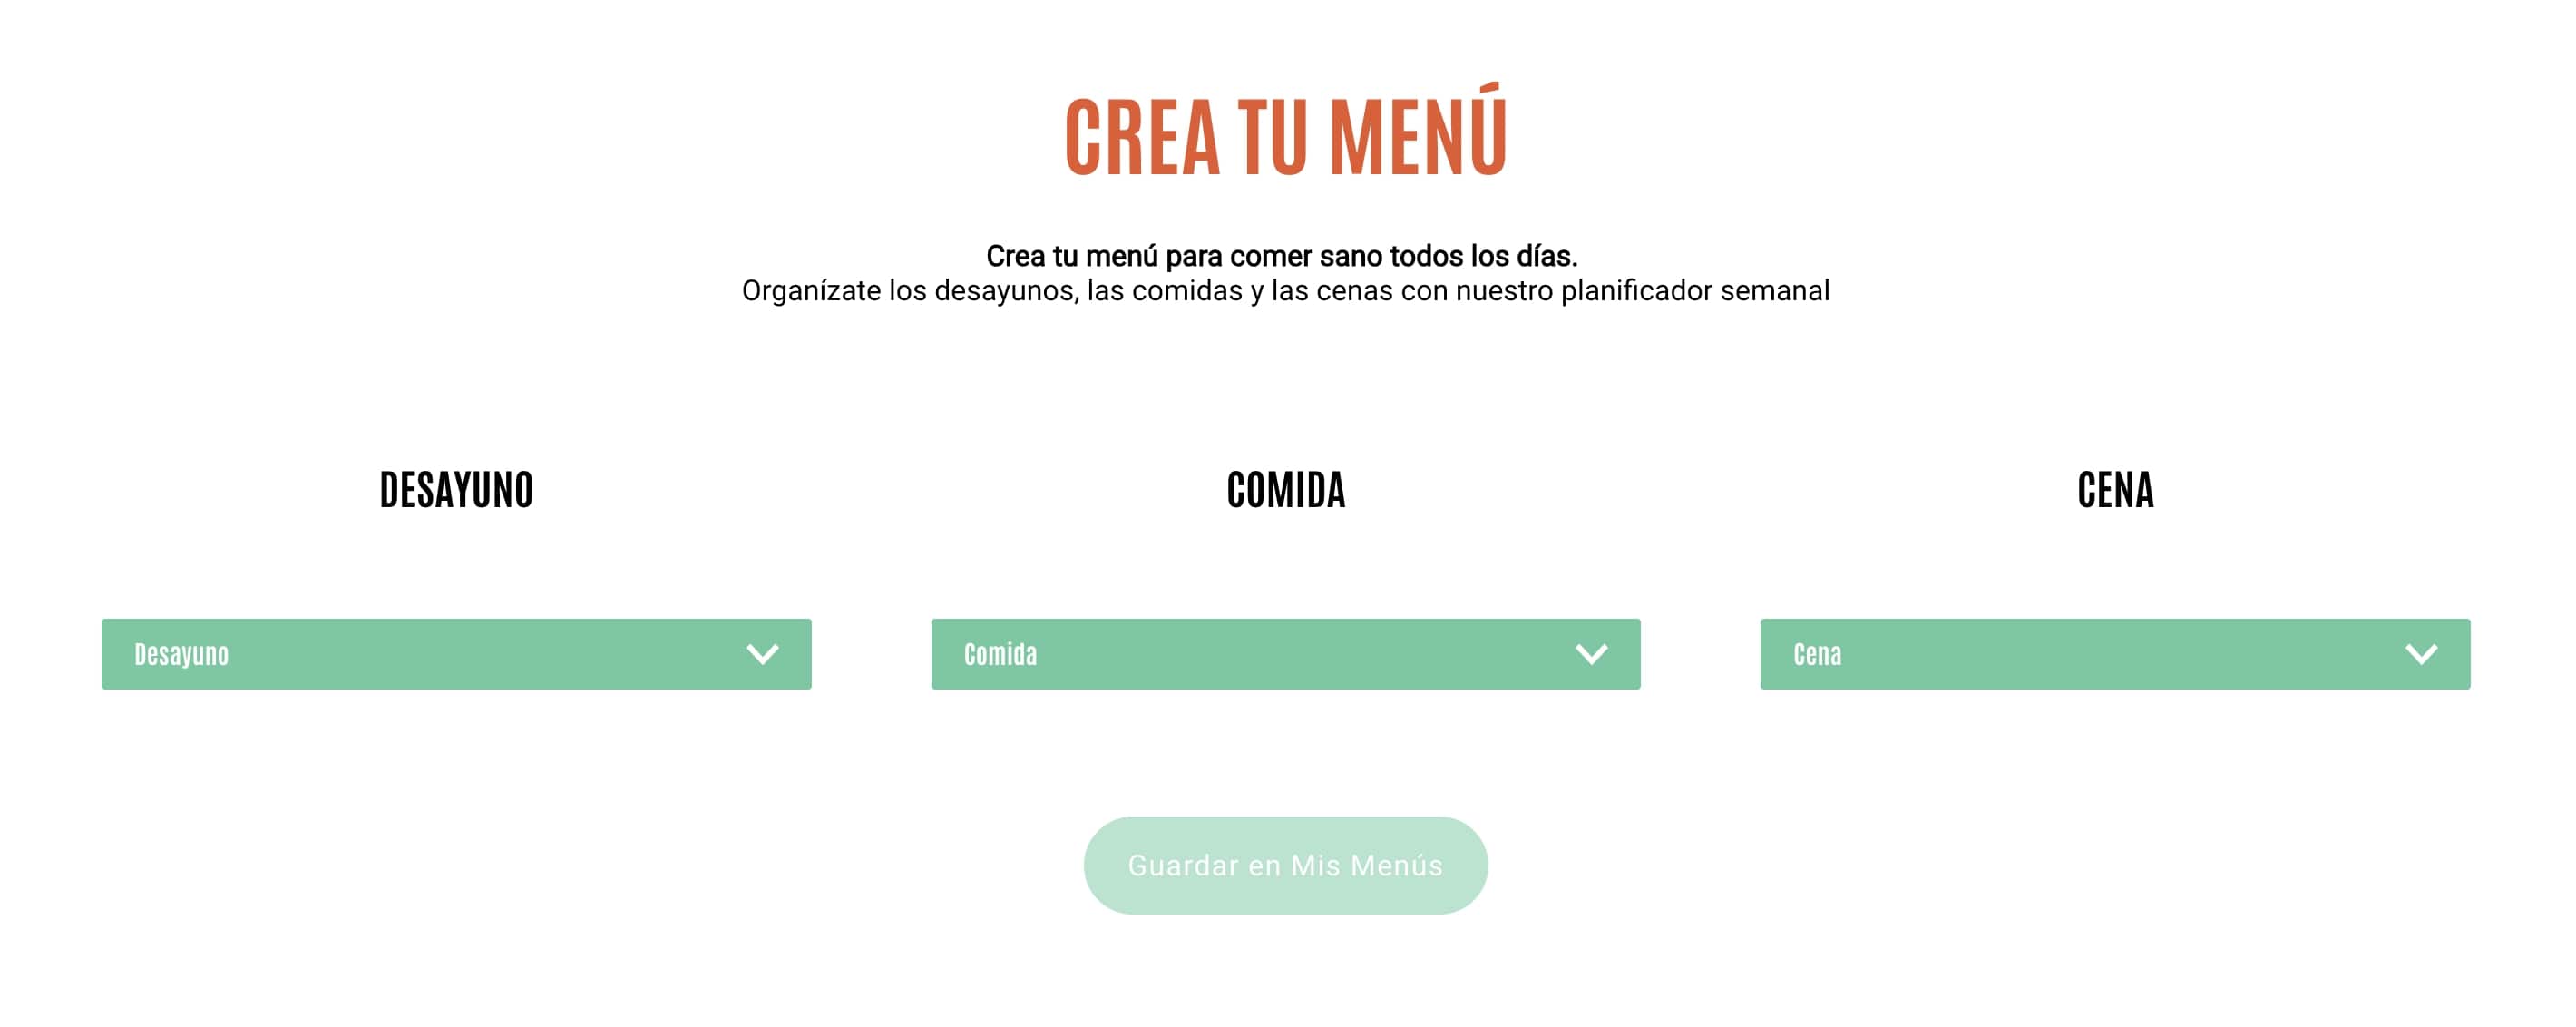 CREA TU MENÚ
Crea tu menú para comer sano todos los días.
Organízate los desayunos, las comidas y las cenas con nuestro planificador semanal
DESAYUNO
COMIDA
CENA
Desayuno
Comida
Cena
Guardar en Mis Menús